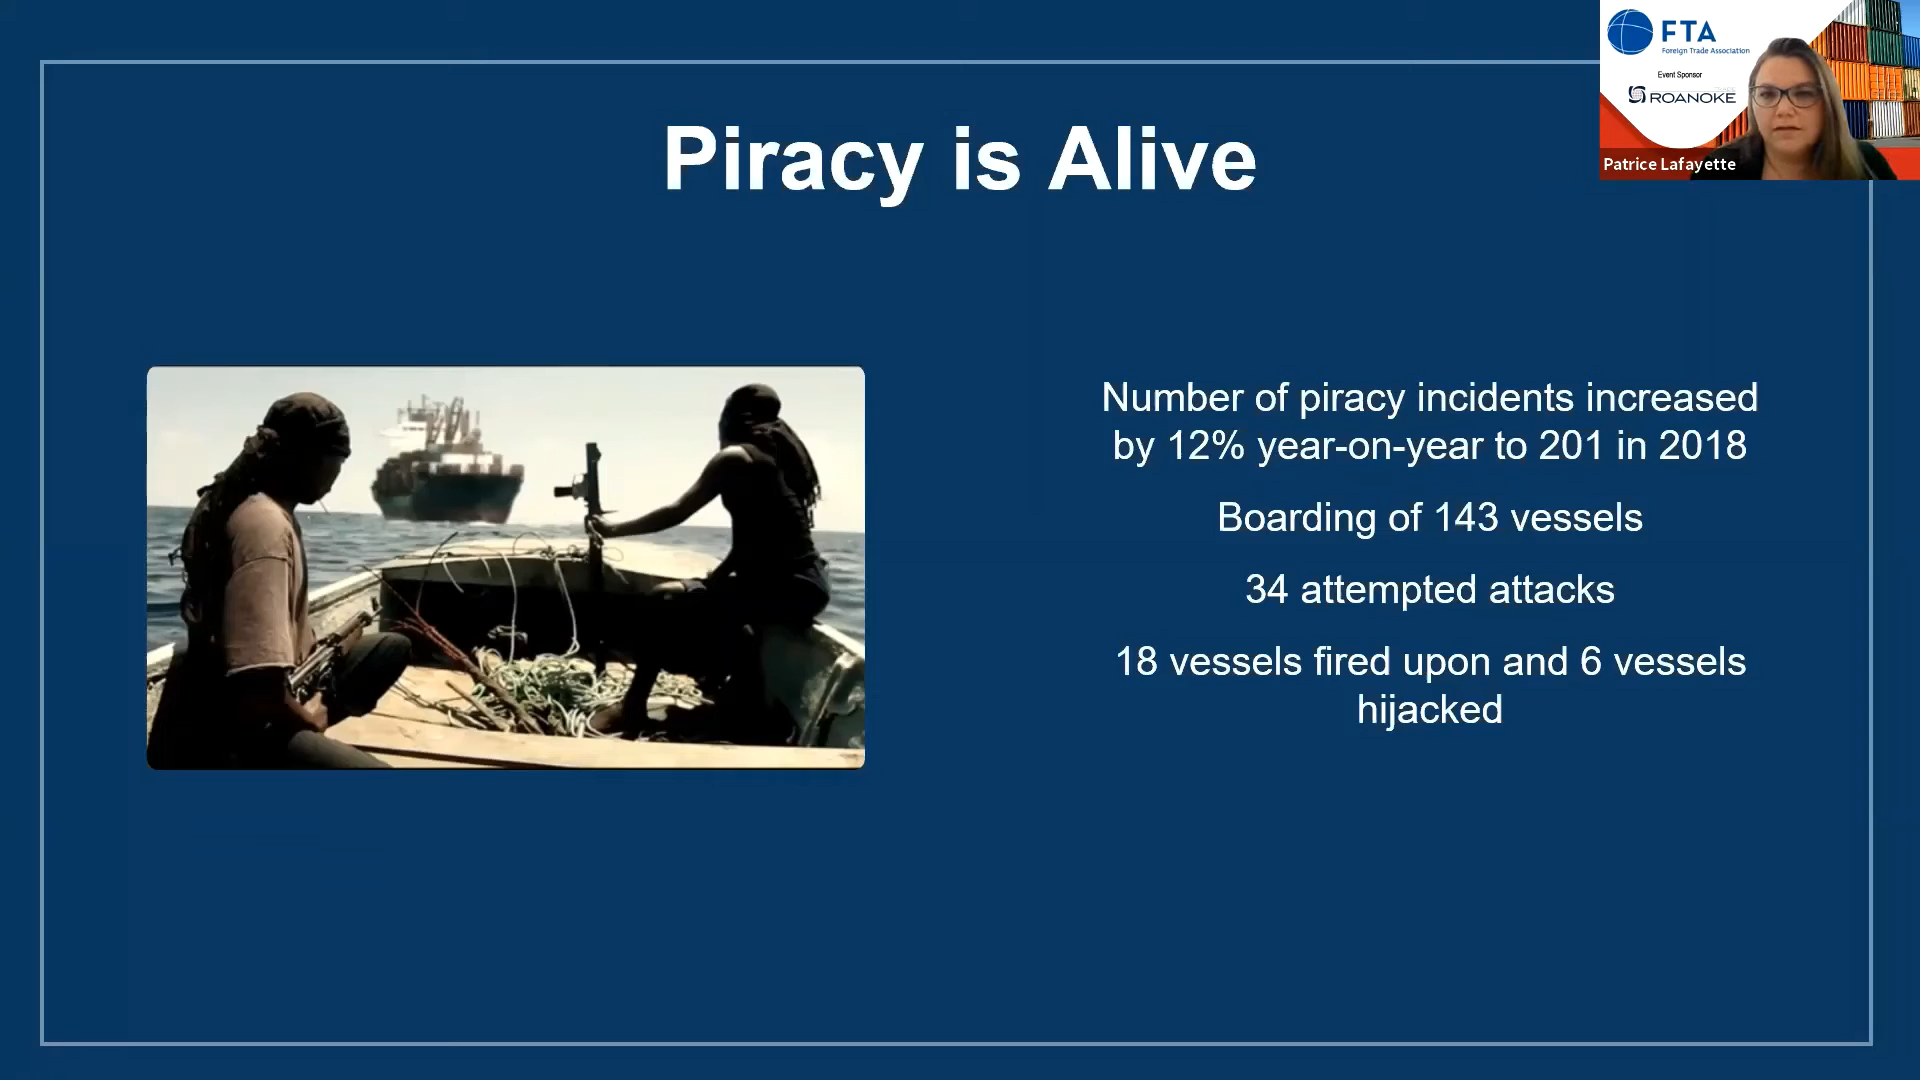 Piracy is Alive
Number of piracy incidents increased
by 12% year-on-year to 201 in 2018
Boarding of 143 vessels
34 attempted attacks
18 vessels fired upon and 6 vessels
hijacked
FTA
Foreign Trade Association
Event Sponsor
ROANOKE
Patrice Lafayette